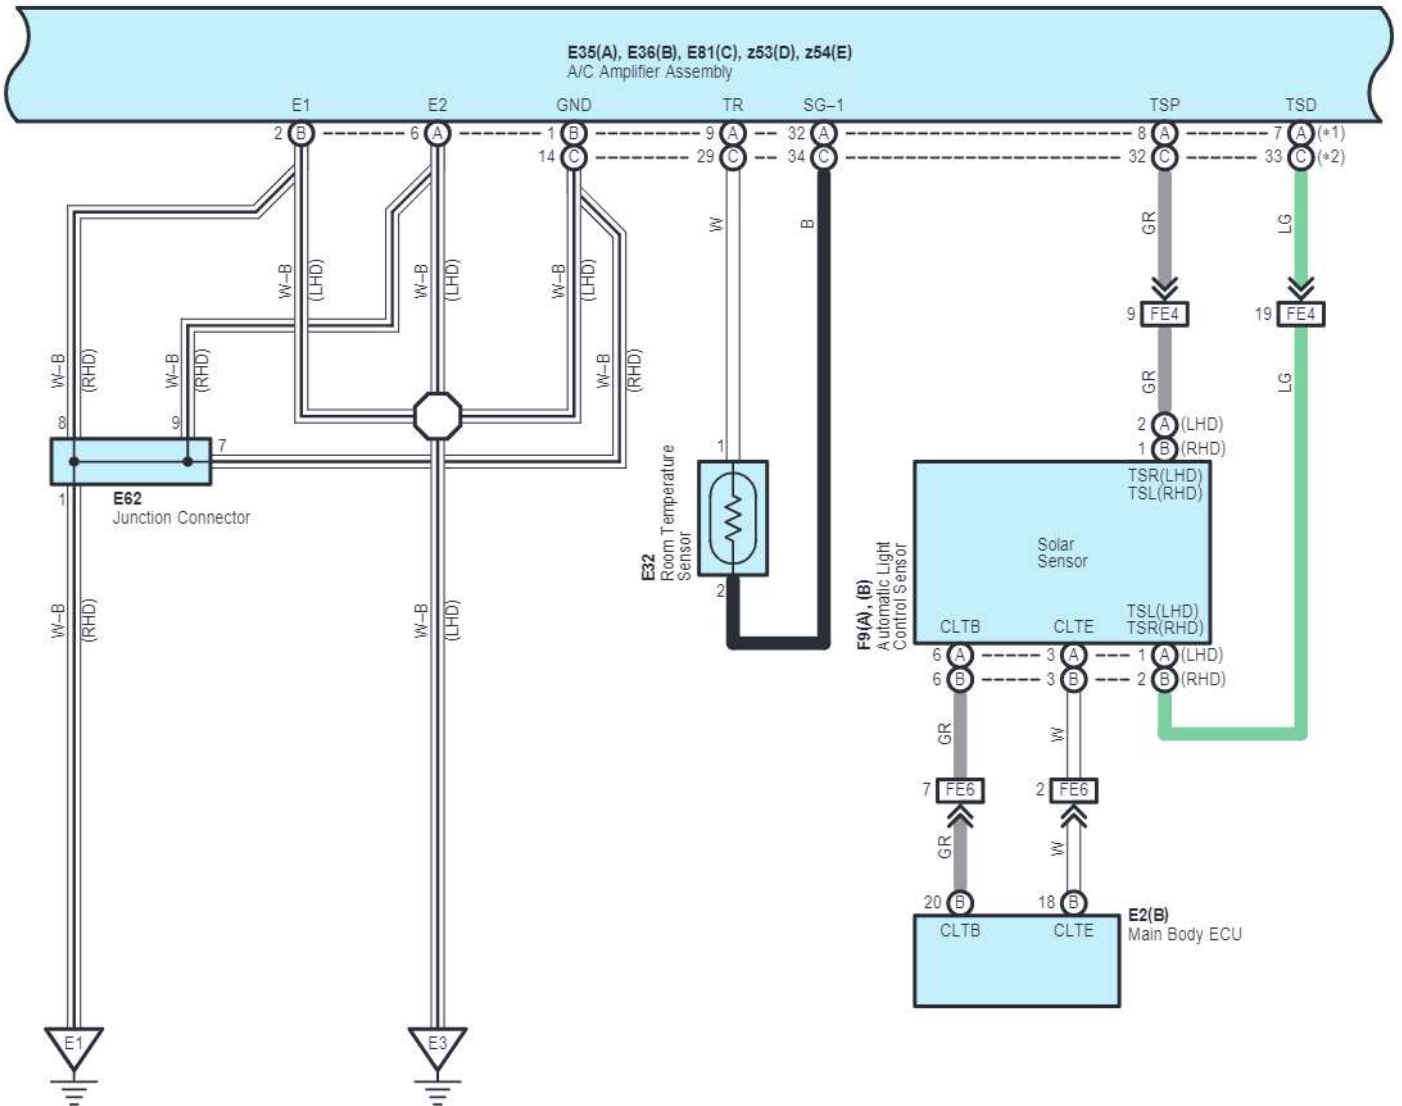 E35(A), E36(B), E81(C), z53(D), z54(E)
A/C Amplifier Assembly
E1 E2 GND TR SG–1 TSP TSD
2 B 6 A 1 B 9 A 32 A 8 A 7 A (*1)
14 C 29 C 34 C 32 C 33 C (*2)
W B GR LG
W–B (LHD) W–B (LHD) W–B (LHD)
9 FE4 19 FE4
W–B (RHD) W–B (RHD) W–B (RHD)
GR LG
8 9 7
2 A (LHD)
1 B (RHD)
1
E62
Junction Connector
1
E32
Room Temperature
Sensor
2
TSR(LHD)
TSL(RHD)
Solar
Sensor
F9(A), (B)
Automatic Light
Control Sensor
TSL(LHD)
CLTB CLTE TSR(RHD)
6 A 3 A 1 A (LHD)
6 B 3 B 2 B (RHD)
W–B (RHD) W–B (LHD)
GR W
7 FE6 2 FE6
GR W
20 B 18 B
CLTB CLTE
E2(B)
Main Body ECU
E1 E3